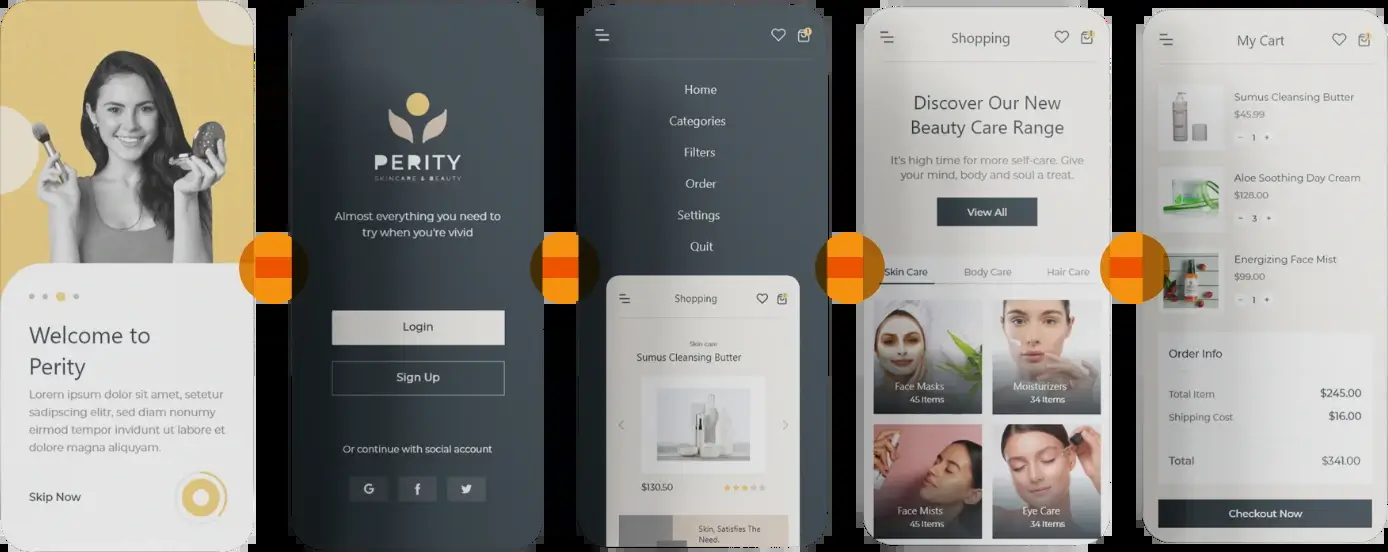 Welcome to
Perity
Lorem ipsum dolor sit amet, setetur
sadipscing elitr, sed diam nonumy
eirmod tempor invidunt ut labore et
dolore magna aliquyam.
Skip Now
PERITY
SKINCARE & BEAUTY
Almost everything you need to
try when you're vivid
Login
Sign Up
Or continue with social account
G
f
Home
Categories
Filters
Order
Settings
Quit
Shopping
Skin care
Sumus Cleansing Butter
$130.50
Skin, Satisfies The
Need.
Shopping
Discover Our New
Beauty Care Range
It's high time for more self-care. Give
your mind, body and soul a treat.
View All
Skin Care Body Care Hair Care
Face Masks
45 Items
Moisturizers
34 Items
Face Mists
45 Items
Eye Care
34 Items
My Cart
Sumus Cleansing Butter
$45.99
- 1 +
Aloe Soothing Day Cream
$128.00
- 3 +
Energizing Face Mist
$99.00
- 1 +
Order Info
Total Item $245.00
Shipping Cost $16.00
Total $341.00
Checkout Now